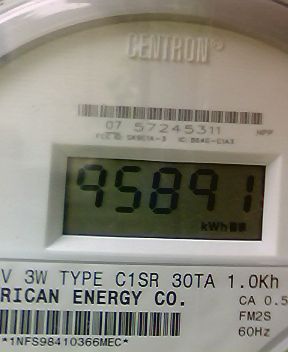 CENTRON®
07 57245311
NPP
95891
kWh
V 3W TYPE C1SR 30TA 1.0Kh
RICAN ENERGY CO.
CA 0.5
FM2S
60Hz
*1NFS98410366MEC*